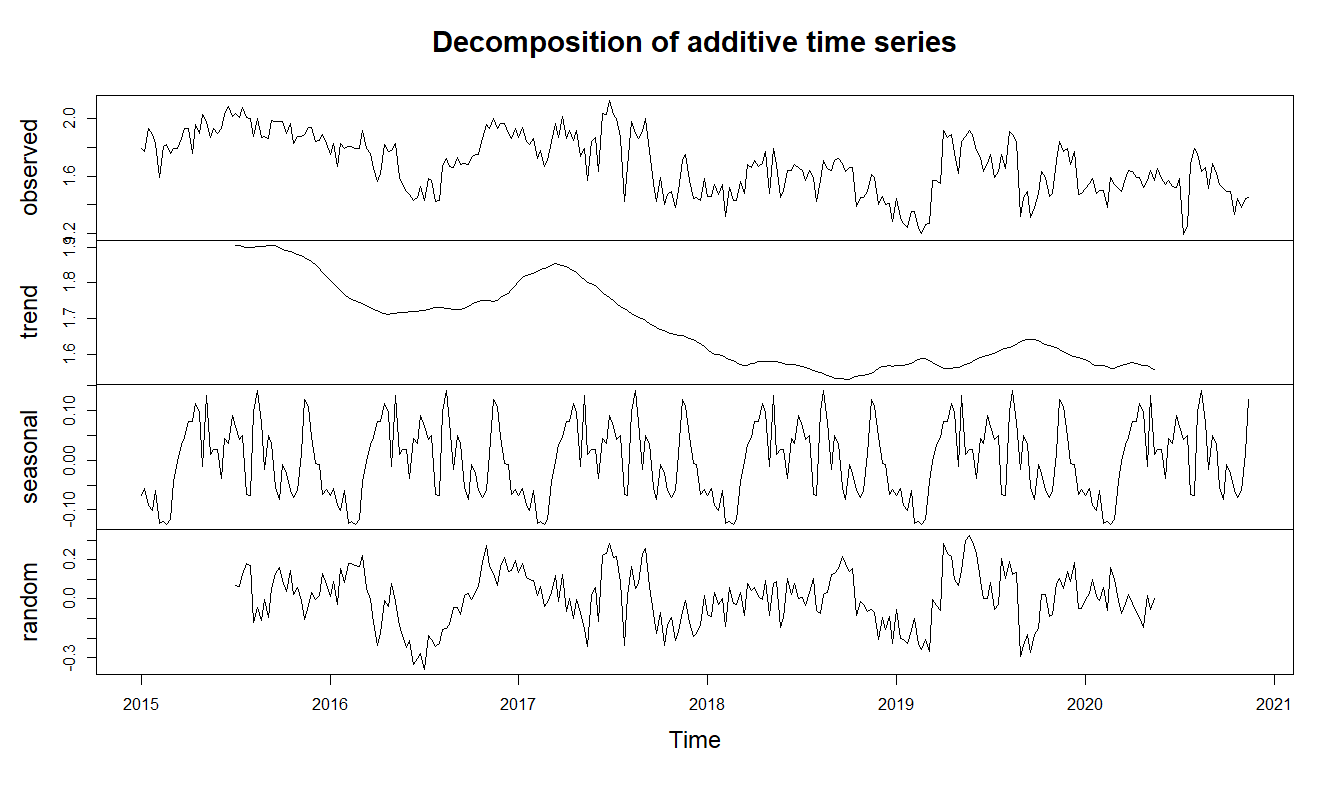 Decomposition of additive time series
observed
1.2 1.6 2.0
trend
1.6 1.7 1.8 1.9
seasonal
-0.10 0.00 0.10
random
-0.3 0.0 0.2
2015 2016 2017 2018 2019 2020 2021
Time